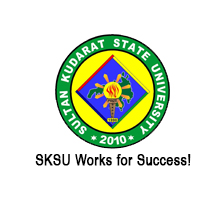 SULTAN KUDARAT STATE UNIVERSITY
2010
SKSU Works for Success!